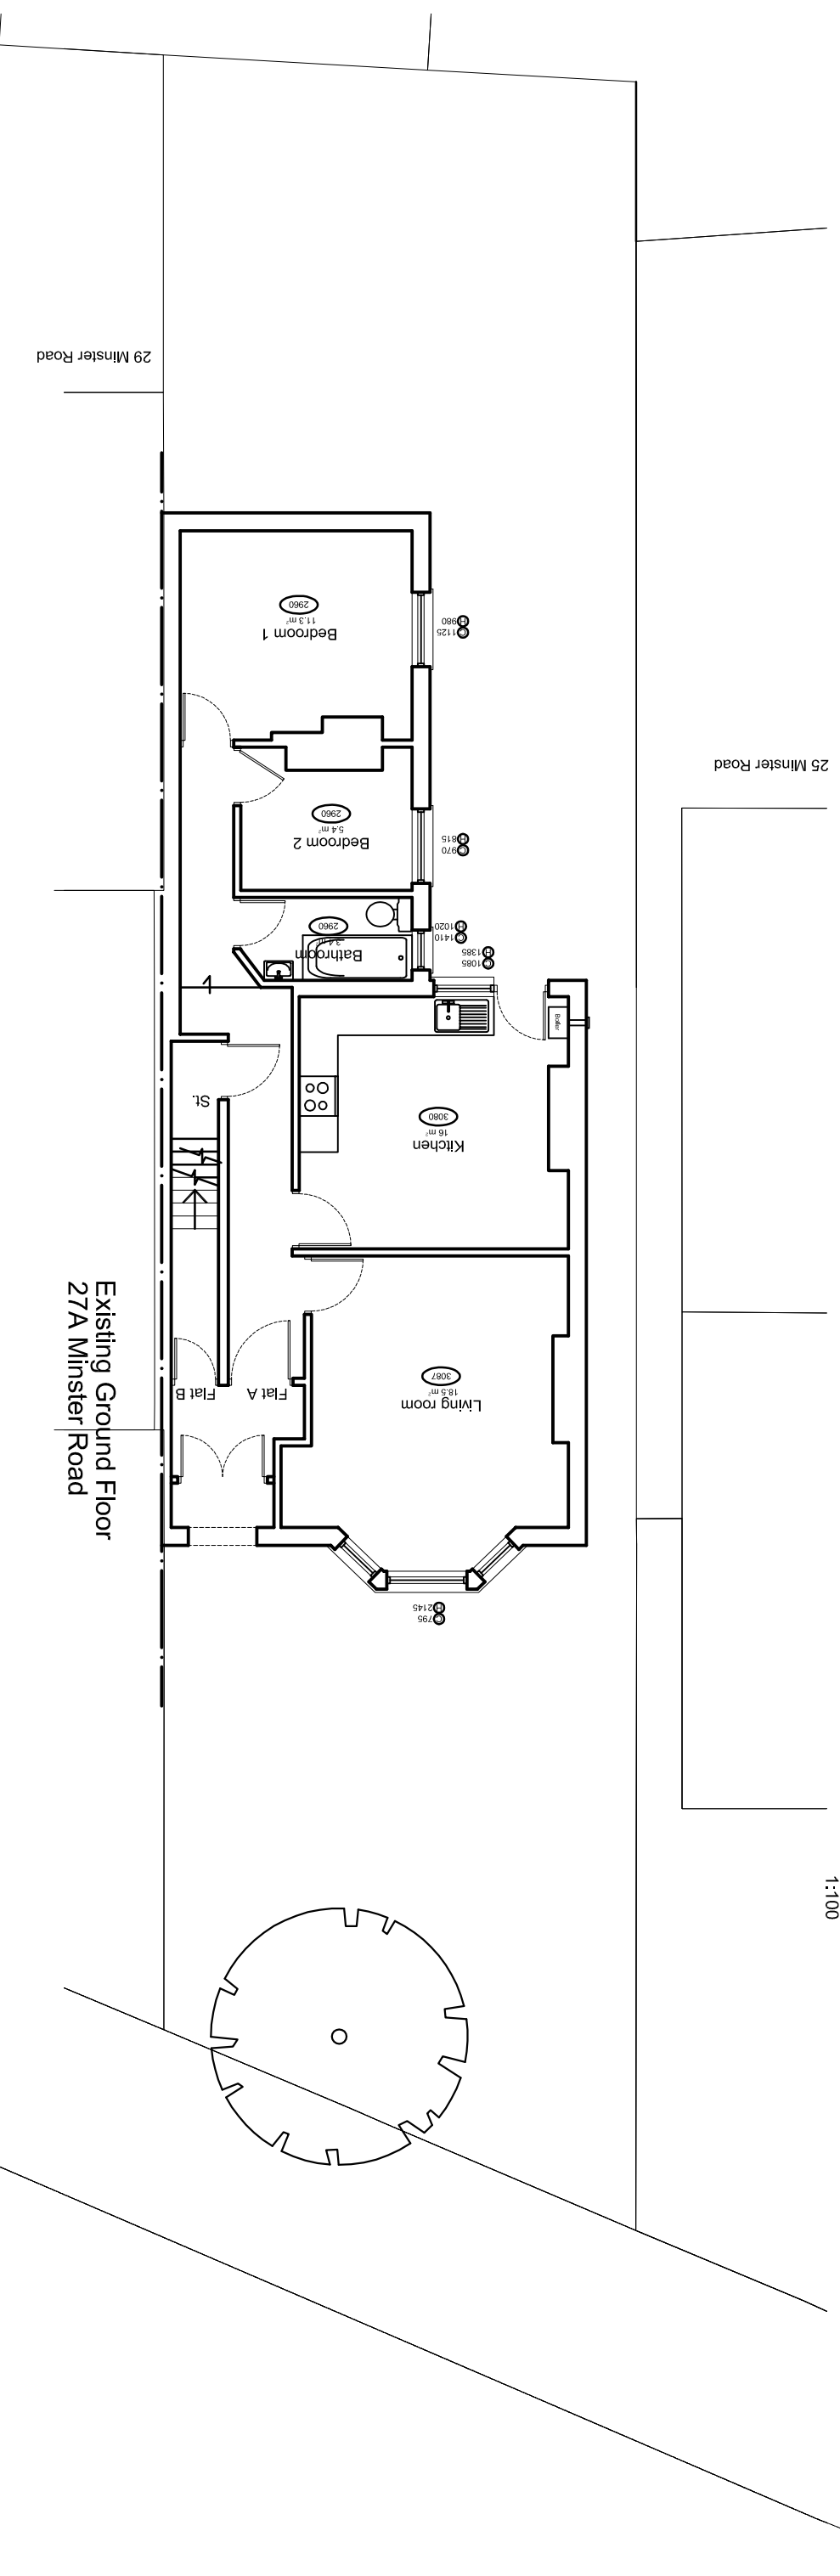 29 Minster Road
Bedroom 1
11.3 m²
2960
C 1125
H 980
25 Minster Road
Bedroom 2
5.4 m²
2960
C 970
H 815
Bathroom
3.4 m²
2960
C 1410
H 1020
C 1085
H 1385
Boiler
St.
Kitchen
16 m²
3080
Living room
18.5 m²
3087
Flat A
Flat B
C 795
H 2145
Existing Ground Floor
27A Minster Road
1:100